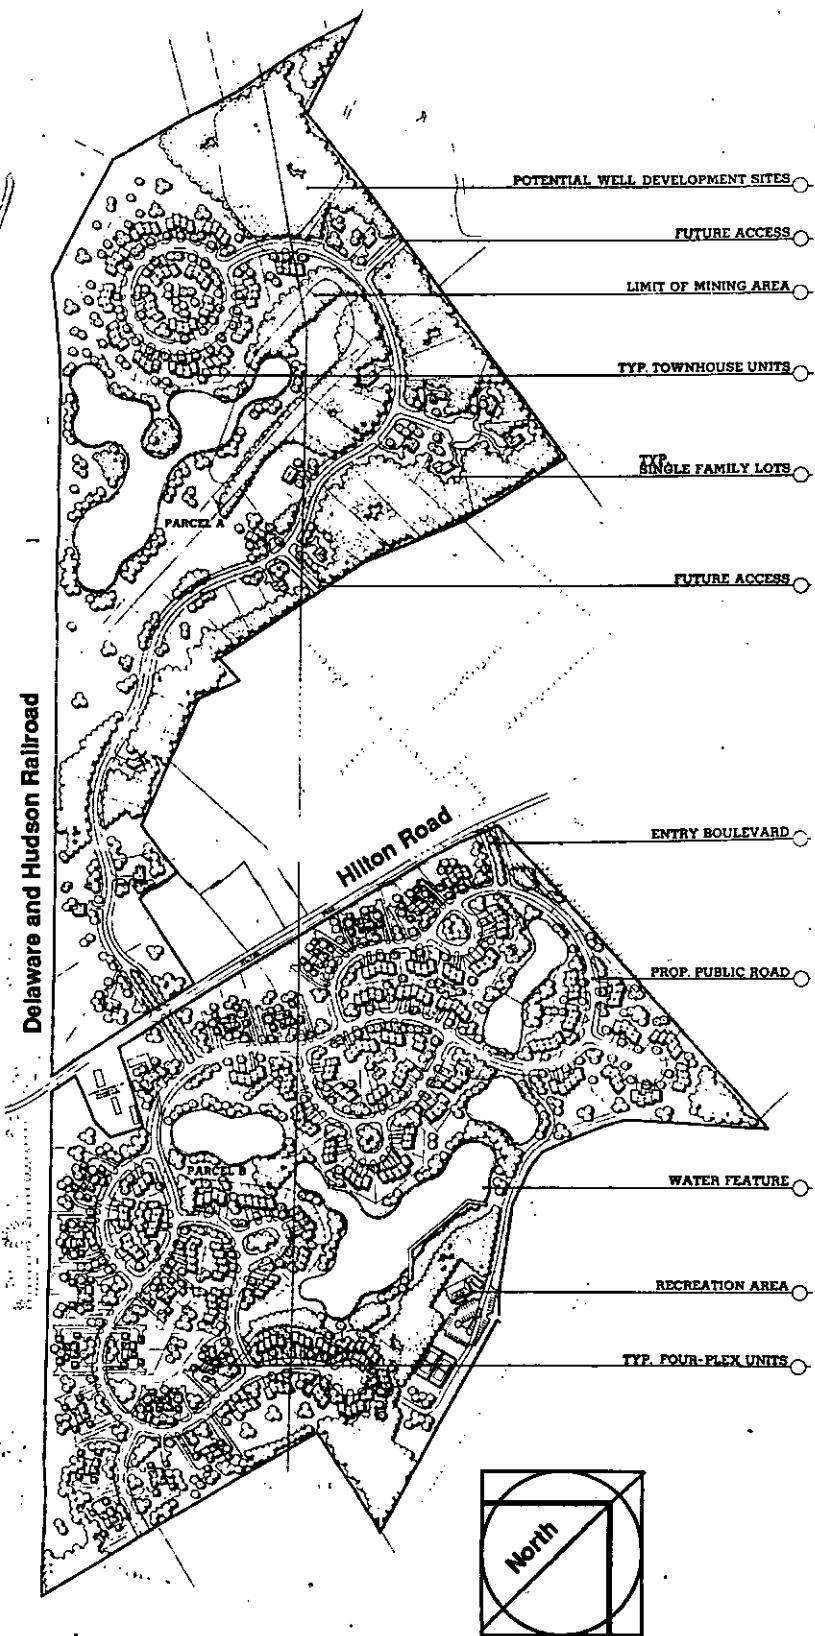 POTENTIAL WELL DEVELOPMENT SITES
FUTURE ACCESS
LIMIT OF MINING AREA
TYP. TOWNHOUSE UNITS
TYP.
SINGLE FAMILY LOTS
PARCEL A
FUTURE ACCESS
Delaware and Hudson Railroad
Hilton Road
ENTRY BOULEVARD
PROP. PUBLIC ROAD
PARCEL B
WATER FEATURE
RECREATION AREA
TYP. FOUR-PLEX UNITS
North